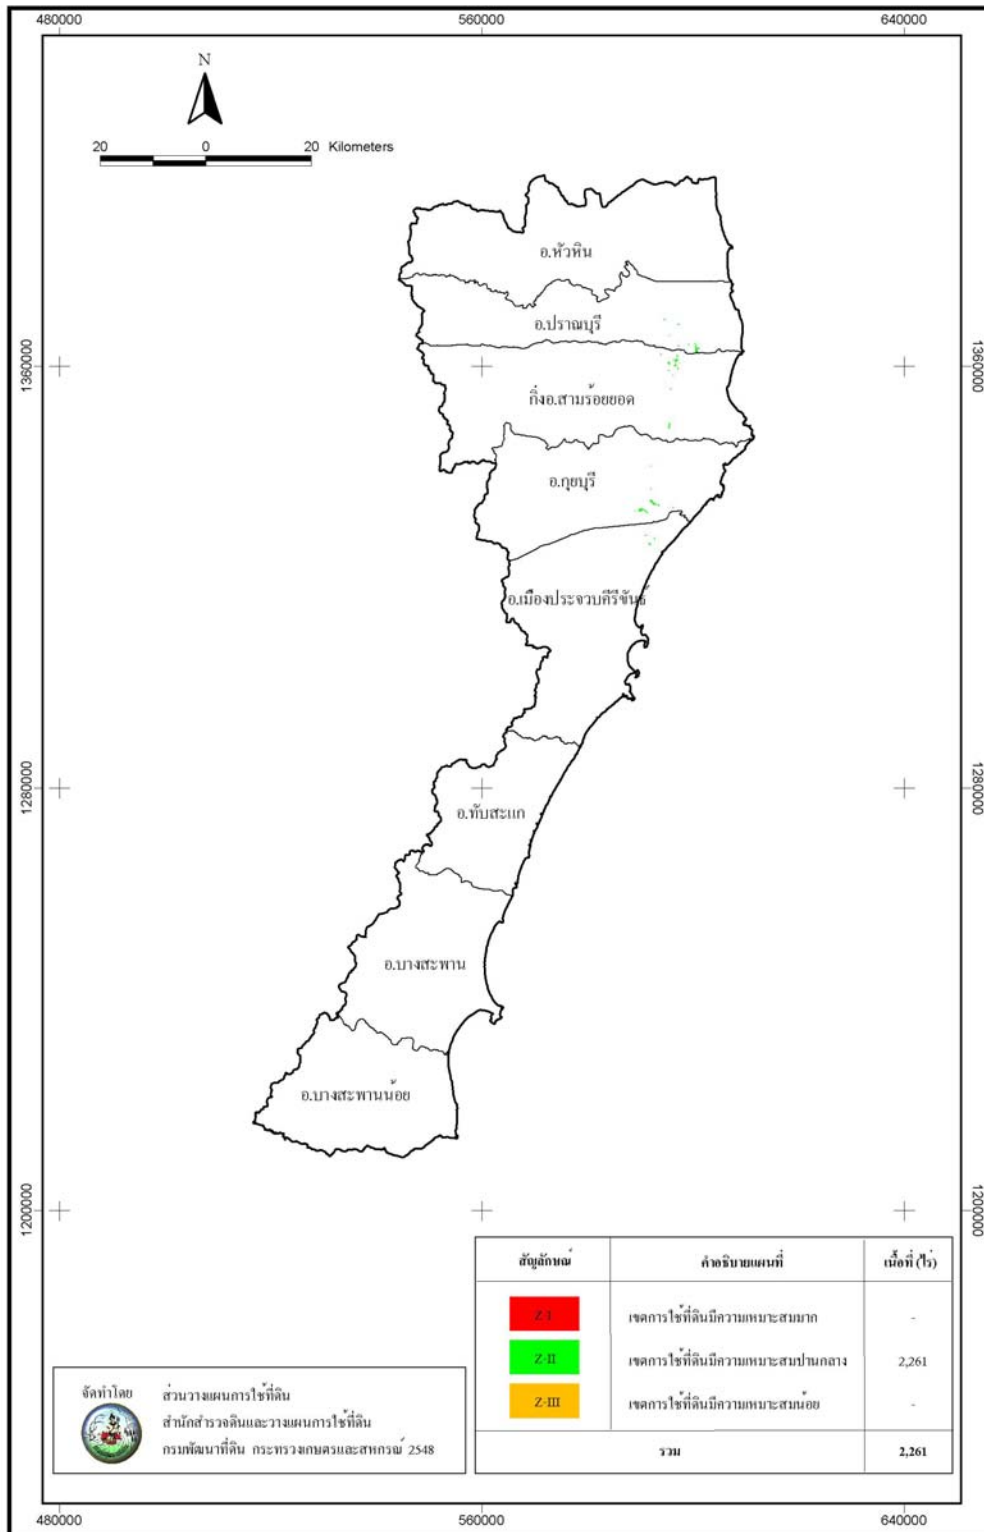 480000 560000 640000
N
20 0 20 Kilometers
อ.หัวหิน
อ.ปราณบุรี
1360000 1360000
กิ่งอ.สามร้อยยอด
อ.กุยบุรี
อ.เมืองประจวบคีรีขันธ์
1280000 1280000
อ.ทับสะแก
อ.บางสะพาน
อ.บางสะพานน้อย
1200000 1200000
สัญลักษณ์ คำอธิบายแผนที่ เนื้อที่ (ไร่)
Z-I เขตการใช้ที่ดินมีความเหมาะสมมาก -
Z-II เขตการใช้ที่ดินมีความเหมาะสมปานกลาง 2,261
Z-III เขตการใช้ที่ดินมีความเหมาะสมน้อย -
รวม 2,261
จัดทำโดย ส่วนวางแผนการใช้ที่ดิน
สำนักสำรวจดินและวางแผนการใช้ที่ดิน
กรมพัฒนาที่ดิน กระทรวงเกษตรและสหกรณ์ 2548
480000 560000 640000